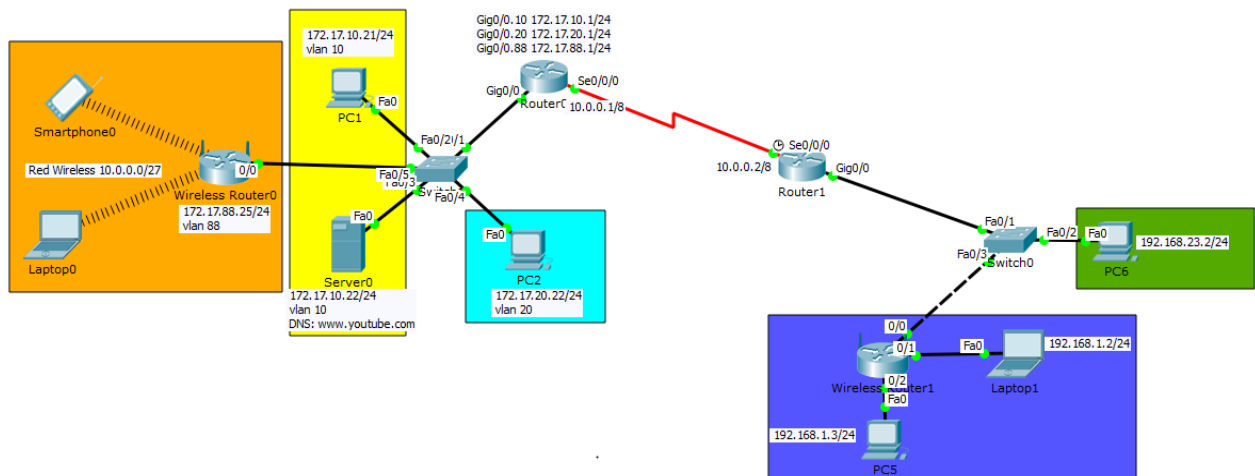 Gig0/0.10 172.17.10.1/24
Gig0/0.20 172.17.20.1/24
Gig0/0.88 172.17.88.1/24
172.17.10.21/24
vlan 10
Fa0
PC1
Smartphone0
Red Wireless 10.0.0.0/27
0/0
Wireless Router0
172.17.88.25/24
vlan 88
Laptop0
Gig0/0
Se0/0/0
10.0.0.1/8
Fa0/2
/1
Fa0/5
Fa0/3
Fa0/4
Fa0
Server0
172.17.10.22/24
vlan 10
DNS: www.youtube.com
Fa0
PC2
172.17.20.22/24
vlan 20
Se0/0/0
10.0.0.2/8
Gig0/0
Router1
Fa0/1
Fa0/2
Fa0
192.168.23.2/24
Fa0/3
Switch0
PC6
0/0
0/1
Fa0
192.168.1.2/24
Wireless Router1
Laptop1
0/2
Fa0
192.168.1.3/24
PC5